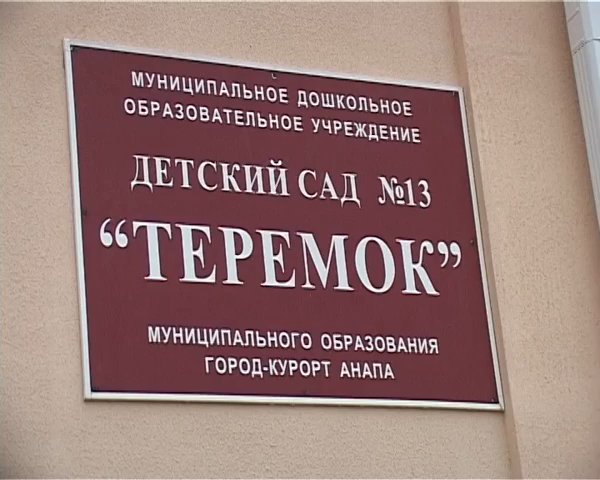 МУНИЦИПАЛЬНОЕ ДОШКОЛЬНОЕ
ОБРАЗОВАТЕЛЬНОЕ УЧРЕЖДЕНИЕ
ДЕТСКИЙ САД №13
“ТЕРЕМОК”
МУНИЦИПАЛЬНОГО ОБРАЗОВАНИЯ
ГОРОД-КУРОРТ АНАПА